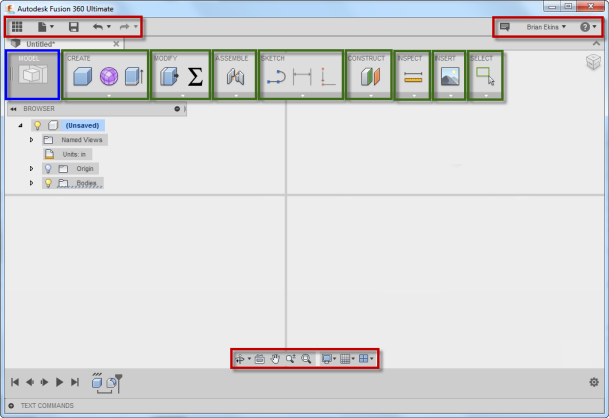 Autodesk Fusion 360 Ultimate
Brian Ekins
Untitled*
MODEL
CREATE
MODIFY
ASSEMBLE
SKETCH
CONSTRUCT
INSPECT
INSERT
SELECT
BROWSER
(Unsaved)
Named Views
Units: in
Origin
Bodies
TEXT COMMANDS